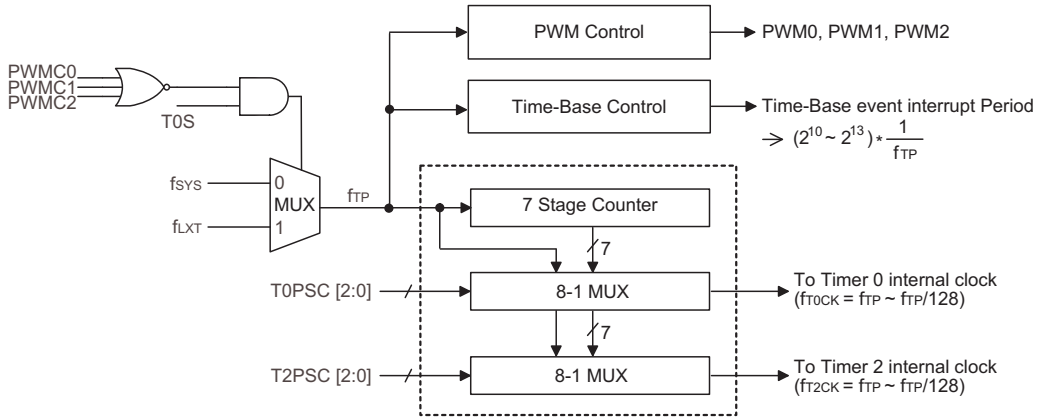 PWM Control
PWM0, PWM1, PWM2
PWMC0
PWMC1
PWMC2
T0S
Time-Base Control
Time-Base event interrupt Period
→ (2¹⁰ ~ 2¹³) * 1/fTP
fSYS
0
MUX
fLXT
1
fTP
7 Stage Counter
7
T0PSC [2:0]
8-1 MUX
To Timer 0 internal clock
(fT0CK = fTP ~ fTP/128)
7
T2PSC [2:0]
8-1 MUX
To Timer 2 internal clock
(fT2CK = fTP ~ fTP/128)